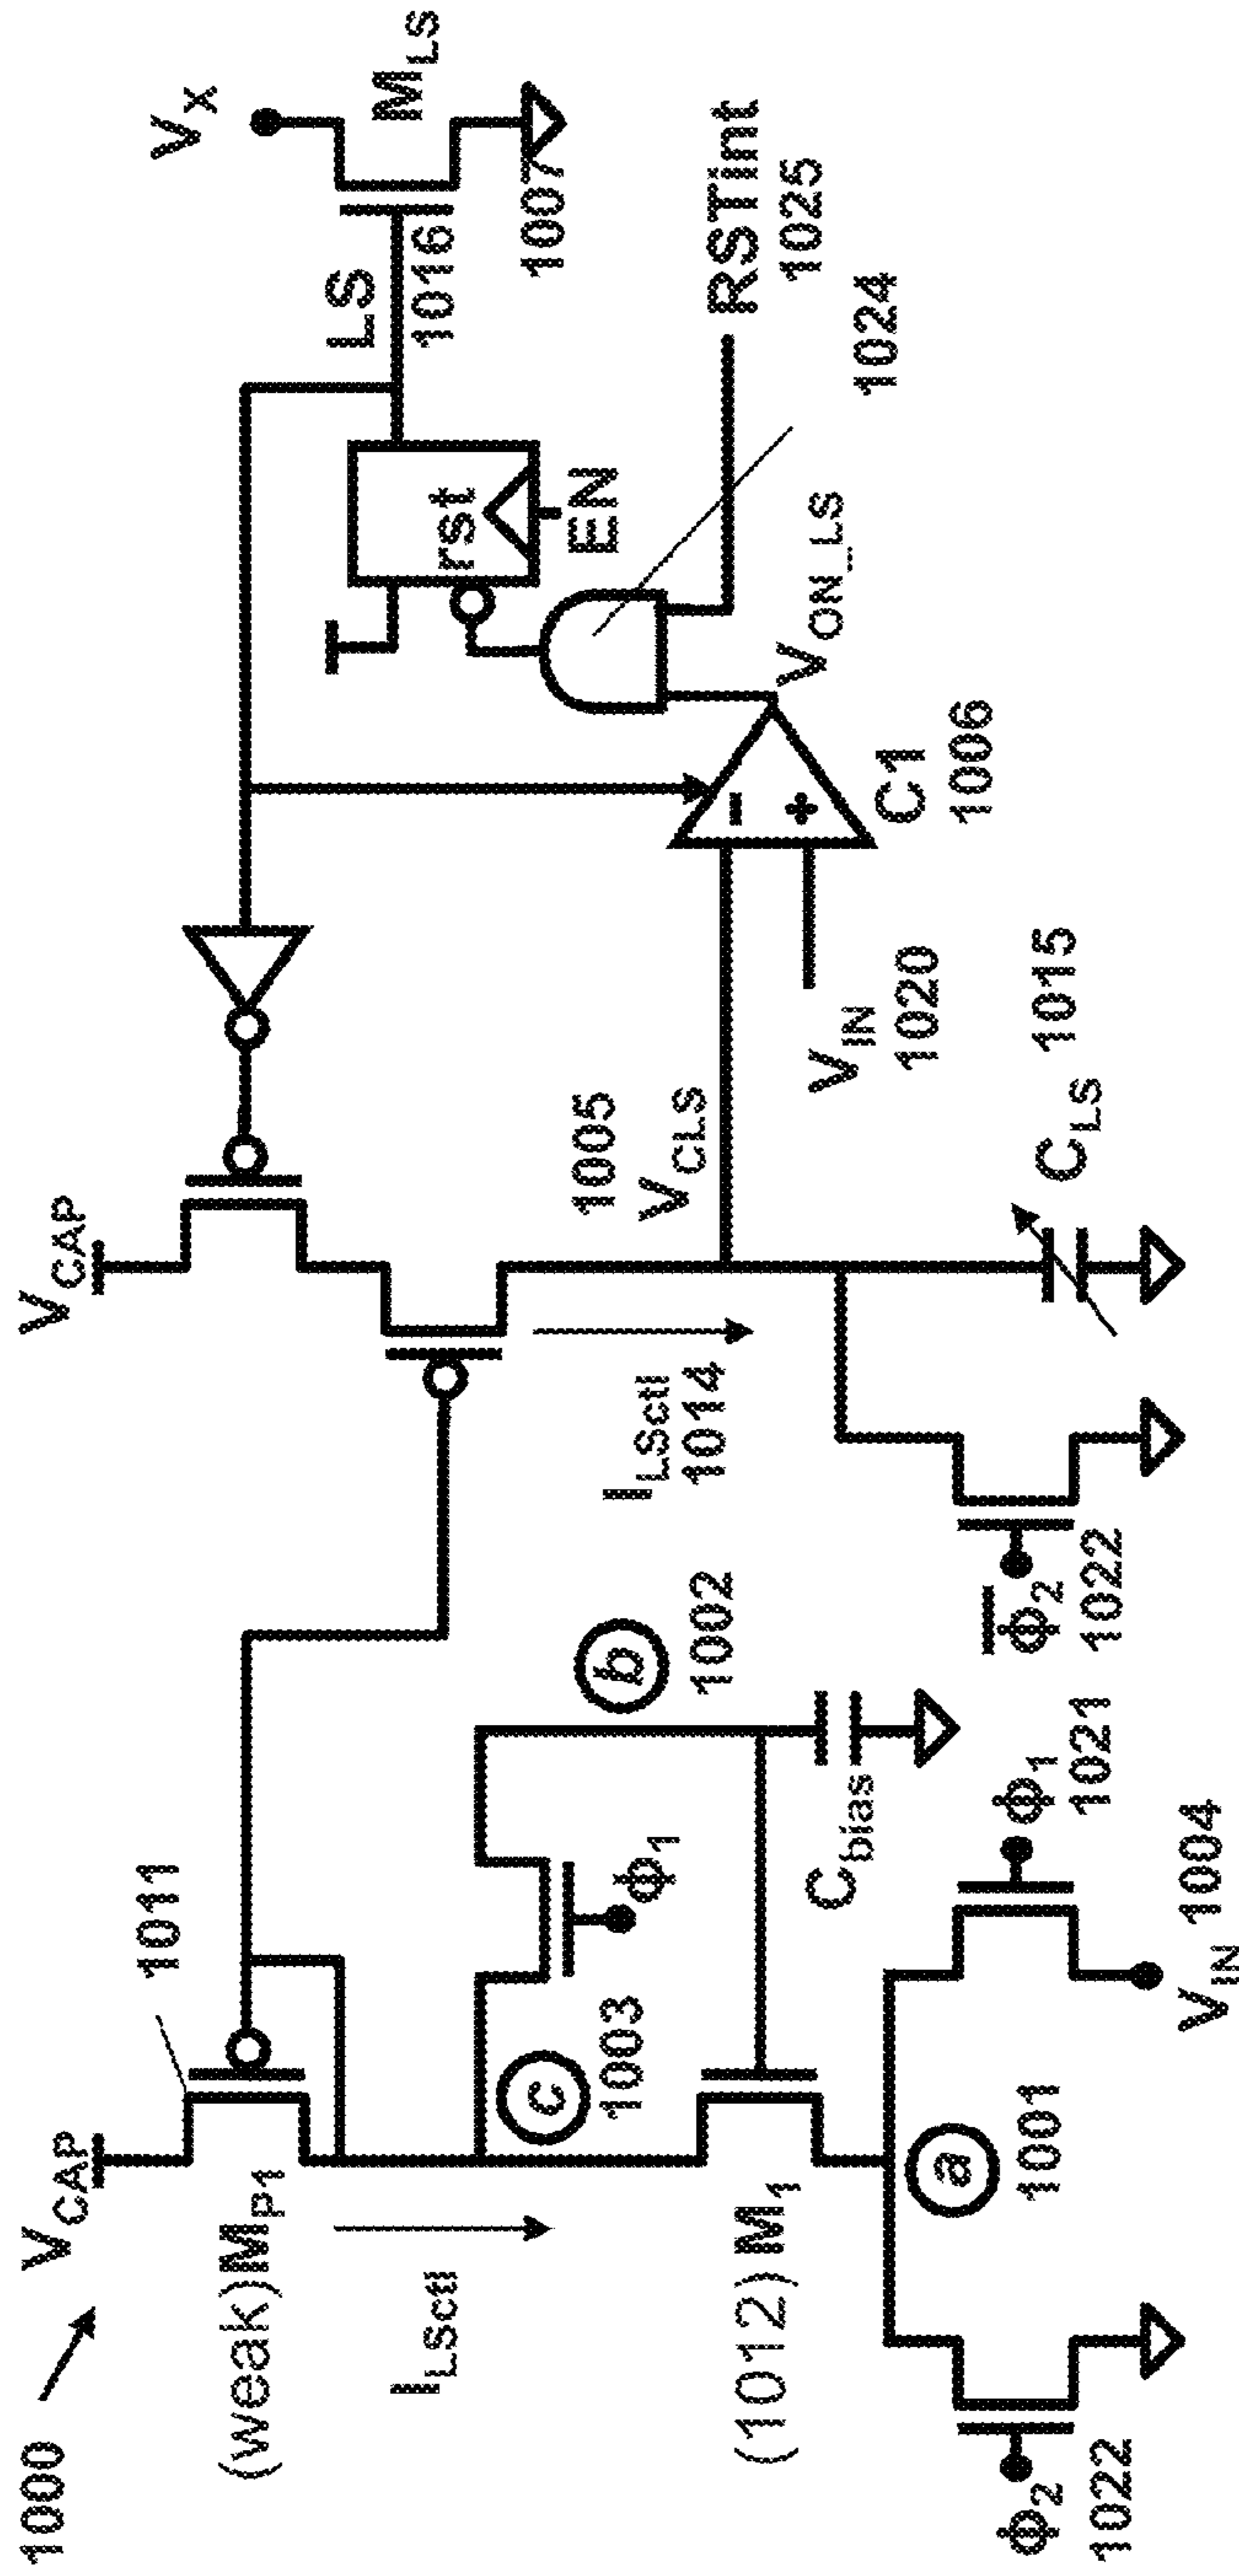 1000
V_CAP
(weak) M_P1
1011
I_LSctl
(1012) M_1
c
1003
Φ_1
b
1002
C_bias
a
1001
Φ_2
1022
V_IN 1004
Φ_1
1021
V_CAP
I_LSctl
1014
Φ̅_2
1022
1005
V_CLS
C_LS 1015
V_IN
1020
-
+
C1
1006
V_ON_LS
1024
RSTint
1025
rst
EN
LS
1016
V_X
M_LS
1007